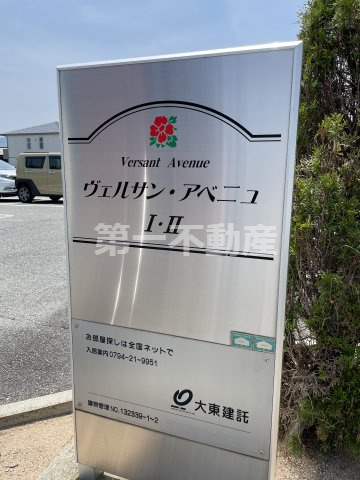 Versant Avenue
ヴェルサン・アベニュ
I・II
第一不動産
お部屋探しは全国ネットで
入居案内 0794-21-9951
大東建託
建物管理NO.132339-1~2